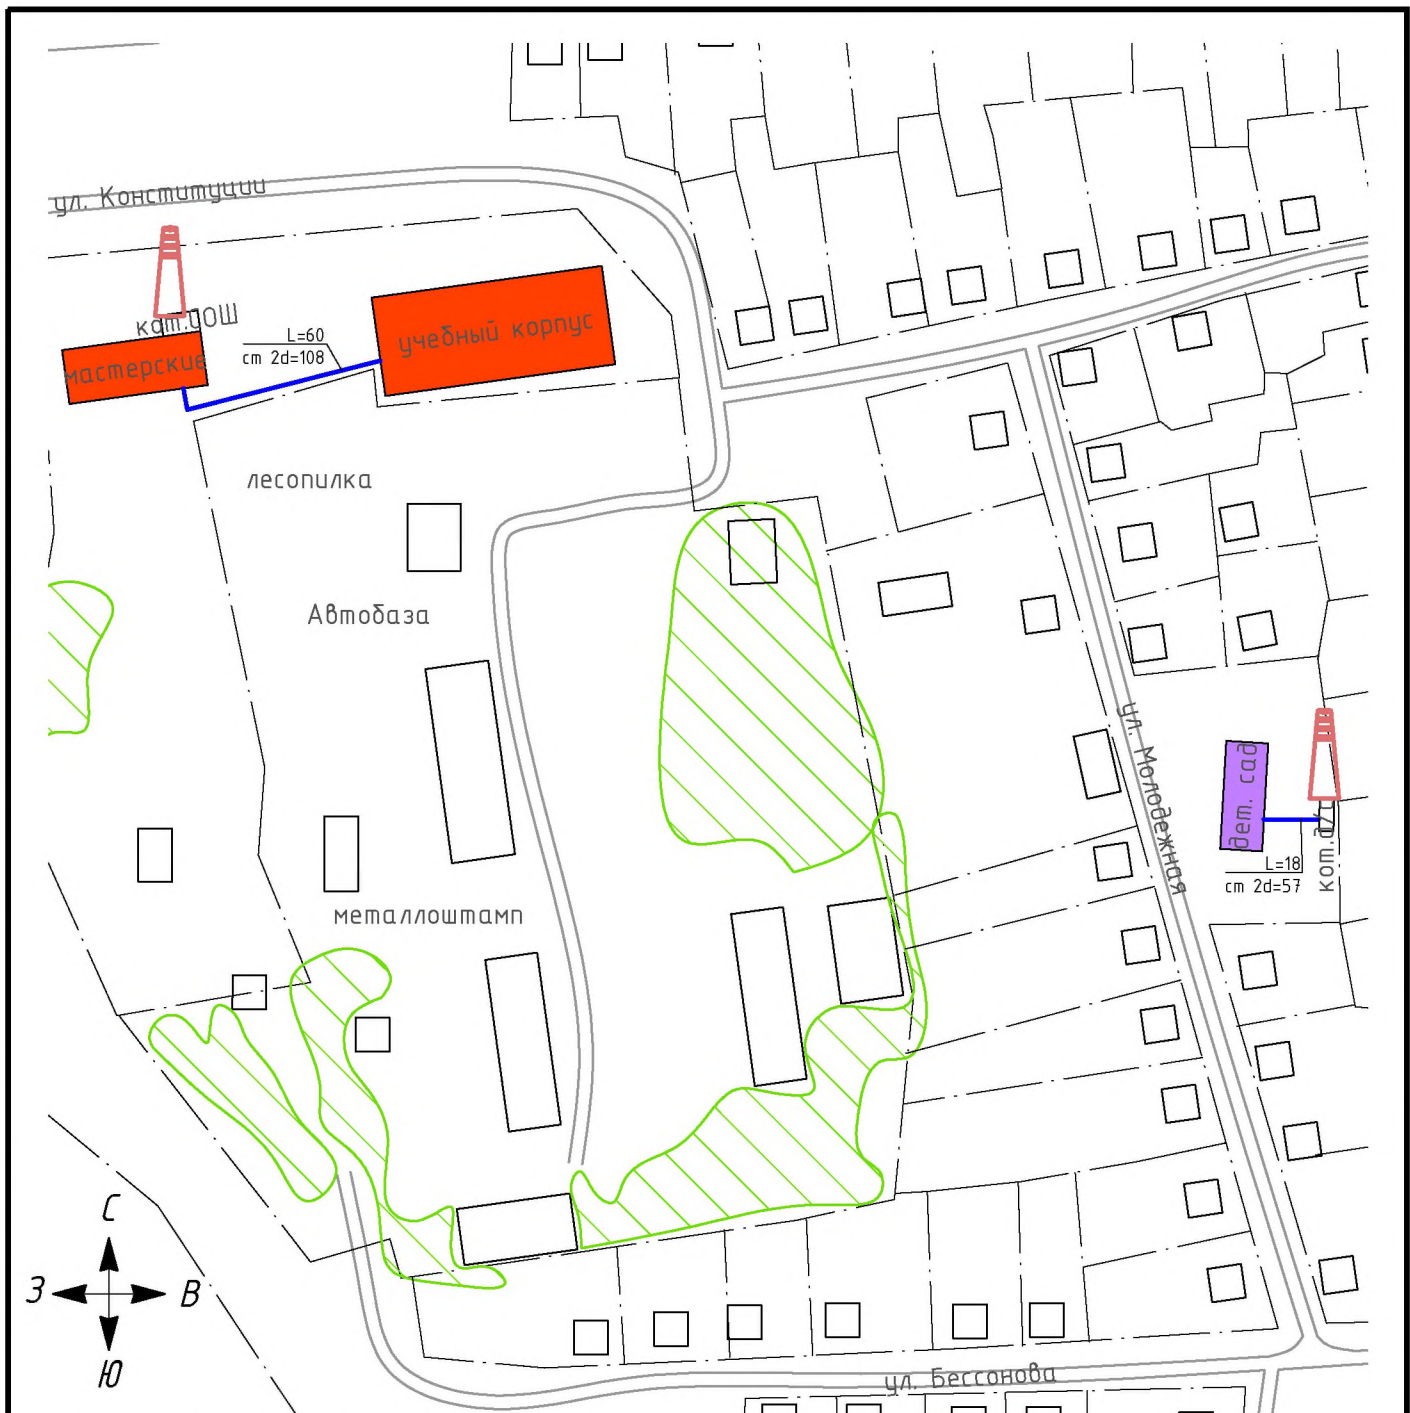 ул. Конституции
кот.ООШ
мастерские
L=60
ст 2d=108
учебный корпус
лесопилка
Автобаза
ул. Молодежная
дет. сад
L=18
ст 2d=57
кот.д/с
металлоштамп
С
З
В
Ю
ул. Бессонова